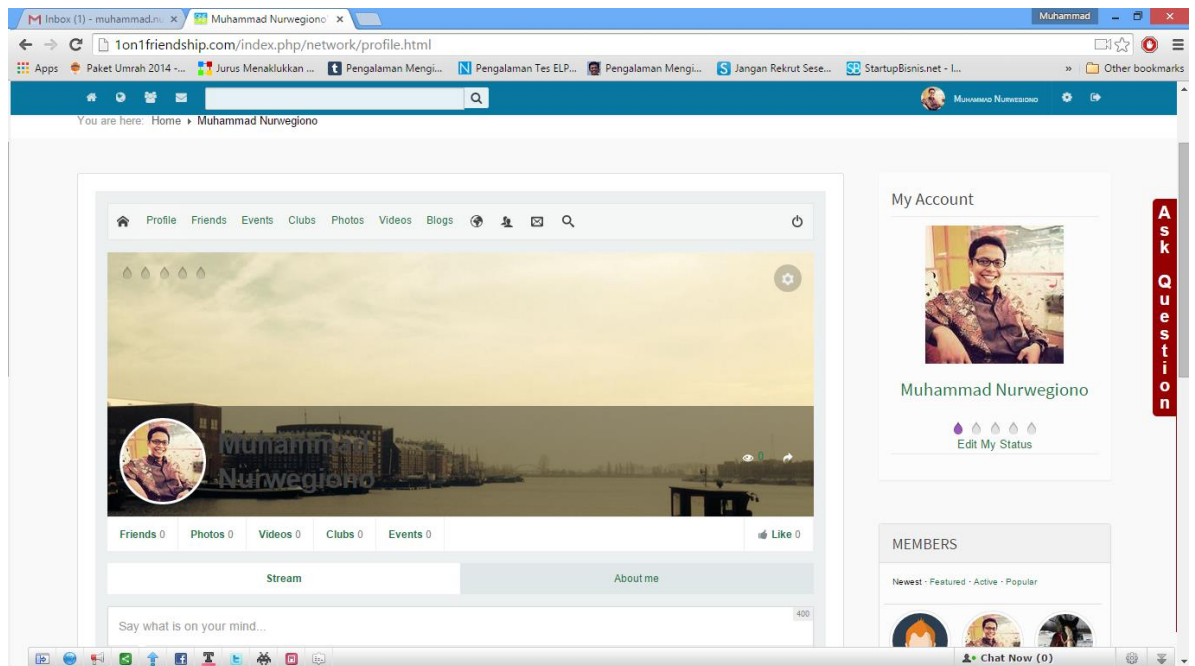 Inbox (1) - muhammad.nu
Muhammad Nurwegiono
Muhammad
1on1friendship.com/index.php/network/profile.html
Apps
Paket Umrah 2014 -...
Jurus Menaklukkan ...
Pengalaman Mengi...
Pengalaman Tes ELP...
Pengalaman Mengi...
Jangan Rekrut Sese...
StartupBisnis.net - I...
»
Other bookmarks
Muhammad Nurwegiono
You are here: Home Muhammad Nurwegiono
Profile Friends Events Clubs Photos Videos Blogs
Muhammad
Nurwegiono
0
Friends 0 Photos 0 Videos 0 Clubs 0 Events 0
Like 0
Stream
About me
Say what is on your mind...
400
My Account
Muhammad Nurwegiono
Edit My Status
MEMBERS
Newest - Featured - Active - Popular
Ask Question
Chat Now (0)